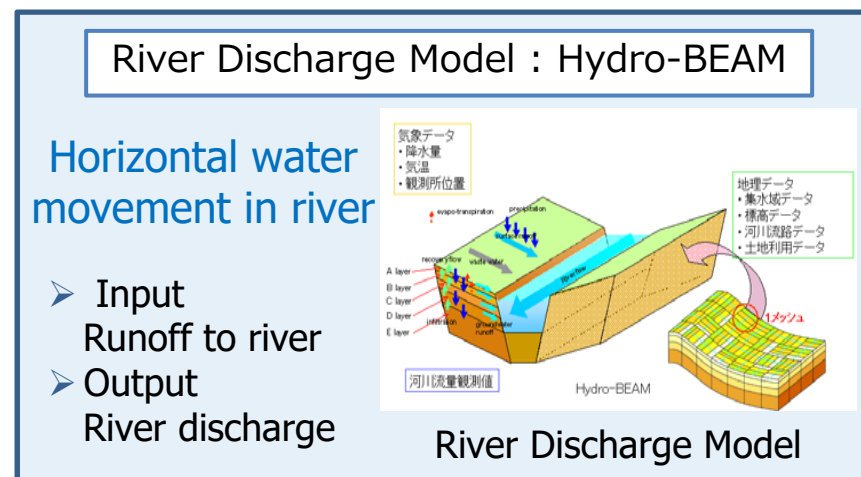 River Discharge Model : Hydro-BEAM
Horizontal water
movement in river
➢ Input
Runoff to river
➢ Output
River discharge
気象データ
・降水量
・気温
・観測所位置
地理データ
・集水域データ
・標高データ
・河川流路データ
・土地利用データ
evapo-transpiration
precipitation
surface runoff
recovery flow
waste water
River flow
A layer
B layer
C layer
D layer
E layer
infiltration
groundwater
runoff
1メッシュ
河川流量観測値
Hydro-BEAM
River Discharge Model